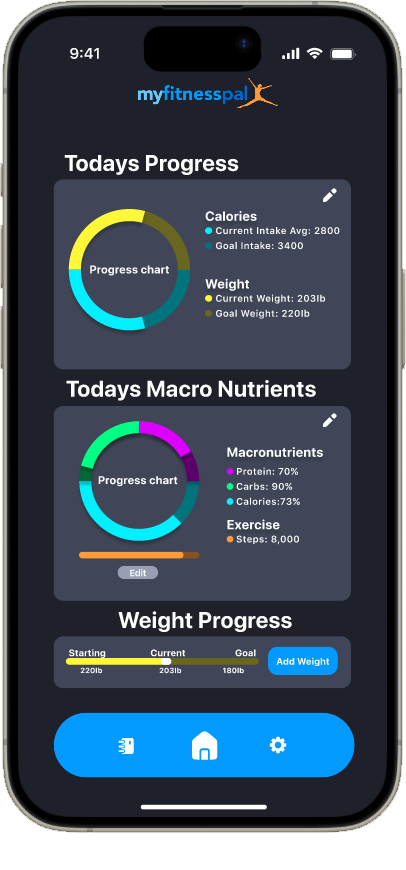 9:41
myfitnesspal
Todays Progress
Progress chart
Calories
Current Intake Avg: 2800
Goal Intake: 3400
Weight
Current Weight: 203lb
Goal Weight: 220lb
Todays Macro Nutrients
Progress chart
Macronutrients
Protein: 70%
Carbs: 90%
Calories:73%
Exercise
Steps: 8,000
Edit
Weight Progress
Starting Current Goal
220lb 203lb 180lb
Add Weight